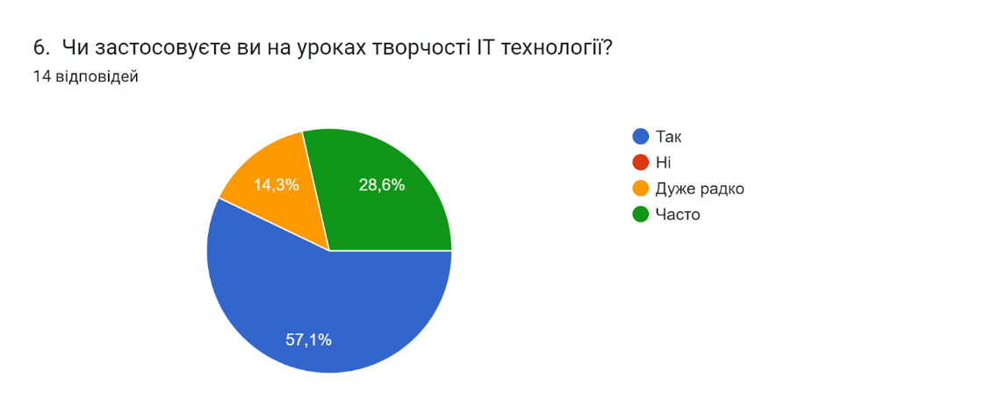 6. Чи застосовуєте ви на уроках творчості ІТ технології?
14 відповідей
14,3%
28,6%
57,1%
Так
Ні
Дуже радко
Часто